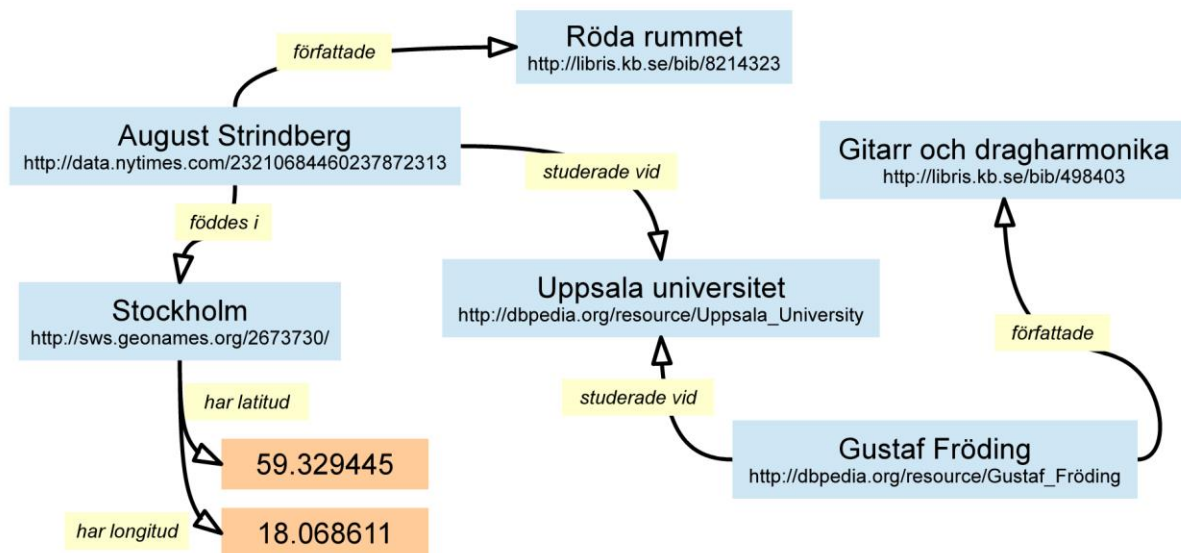 Röda rummet
http://libris.kb.se/bib/8214323
författade
August Strindberg
http://data.nytimes.com/23210684460237872313
Gitarr och dragharmonika
http://libris.kb.se/bib/498403
studerade vid
föddes i
Uppsala universitet
http://dbpedia.org/resource/Uppsala_University
Stockholm
http://sws.geonames.org/2673730/
författade
studerade vid
har latitud
Gustaf Fröding
http://dbpedia.org/resource/Gustaf_Fröding
59.329445
har longitud
18.068611